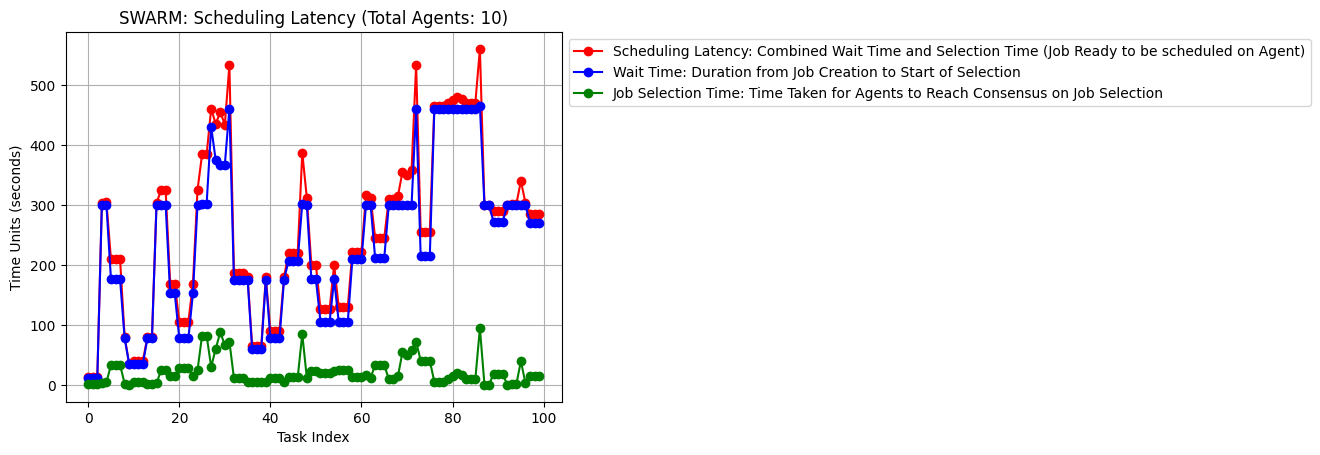 SWARM: Scheduling Latency (Total Agents: 10)
Scheduling Latency: Combined Wait Time and Selection Time (Job Ready to be scheduled on Agent)
Wait Time: Duration from Job Creation to Start of Selection
Job Selection Time: Time Taken for Agents to Reach Consensus on Job Selection
Time Units (seconds)
500
400
300
200
100
0
0 20 40 60 80 100
Task Index